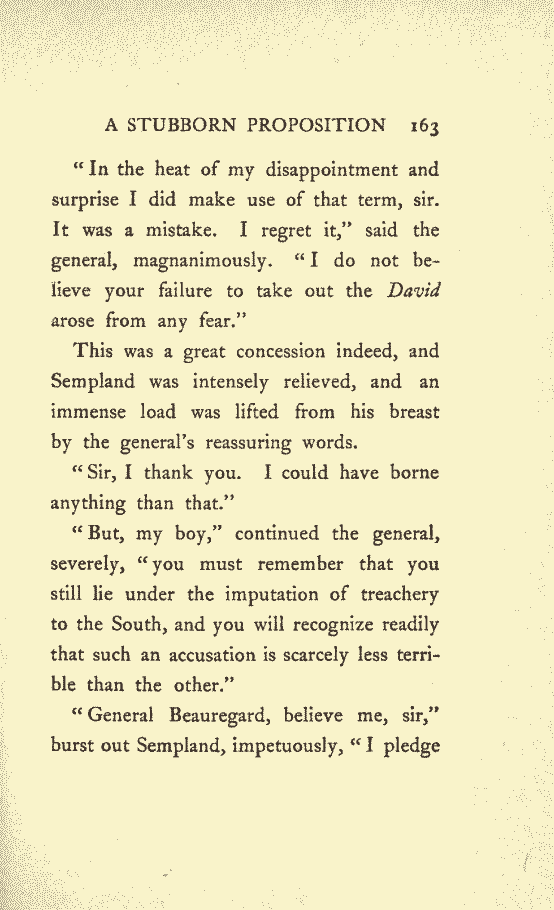 A STUBBORN PROPOSITION 163
“In the heat of my disappointment and
surprise I did make use of that term, sir.
It was a mistake. I regret it,” said the
general, magnanimously. “I do not be-
lieve your failure to take out the David
arose from any fear.”
This was a great concession indeed, and
Sempland was intensely relieved, and an
immense load was lifted from his breast
by the general’s reassuring words.
“Sir, I thank you. I could have borne
anything than that.”
“But, my boy,” continued the general,
severely, “you must remember that you
still lie under the imputation of treachery
to the South, and you will recognize readily
that such an accusation is scarcely less terri-
ble than the other.”
“General Beauregard, believe me, sir,”
burst out Sempland, impetuously, “I pledge